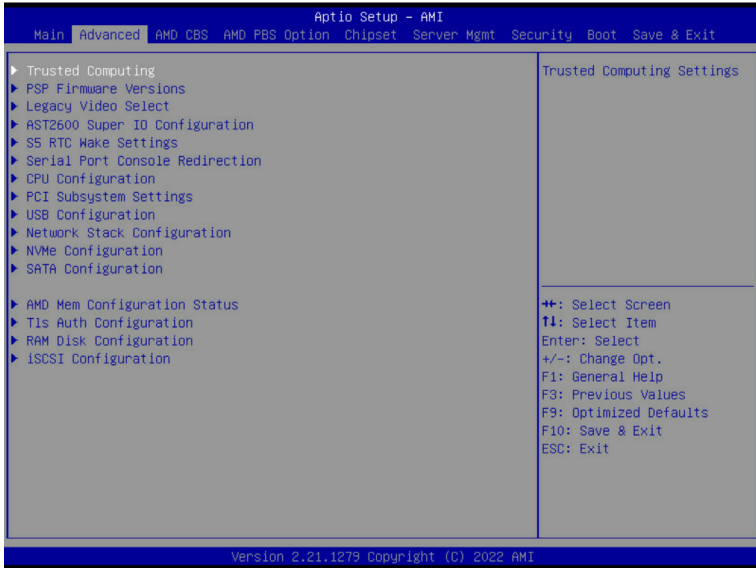 Aptio Setup – AMI
Main Advanced AMD CBS AMD PBS Option Chipset Server Mgmt Security Boot Save & Exit
Trusted Computing
PSP Firmware Versions
Legacy Video Select
AST2600 Super IO Configuration
S5 RTC Wake Settings
Serial Port Console Redirection
CPU Configuration
PCI Subsystem Settings
USB Configuration
Network Stack Configuration
NVMe Configuration
SATA Configuration
AMD Mem Configuration Status
Tls Auth Configuration
RAM Disk Configuration
iSCSI Configuration
Trusted Computing Settings
→←: Select Screen
↑↓: Select Item
Enter: Select
+/-: Change Opt.
F1: General Help
F3: Previous Values
F9: Optimized Defaults
F10: Save & Exit
ESC: Exit
Version 2.21.1279 Copyright (C) 2022 AMI